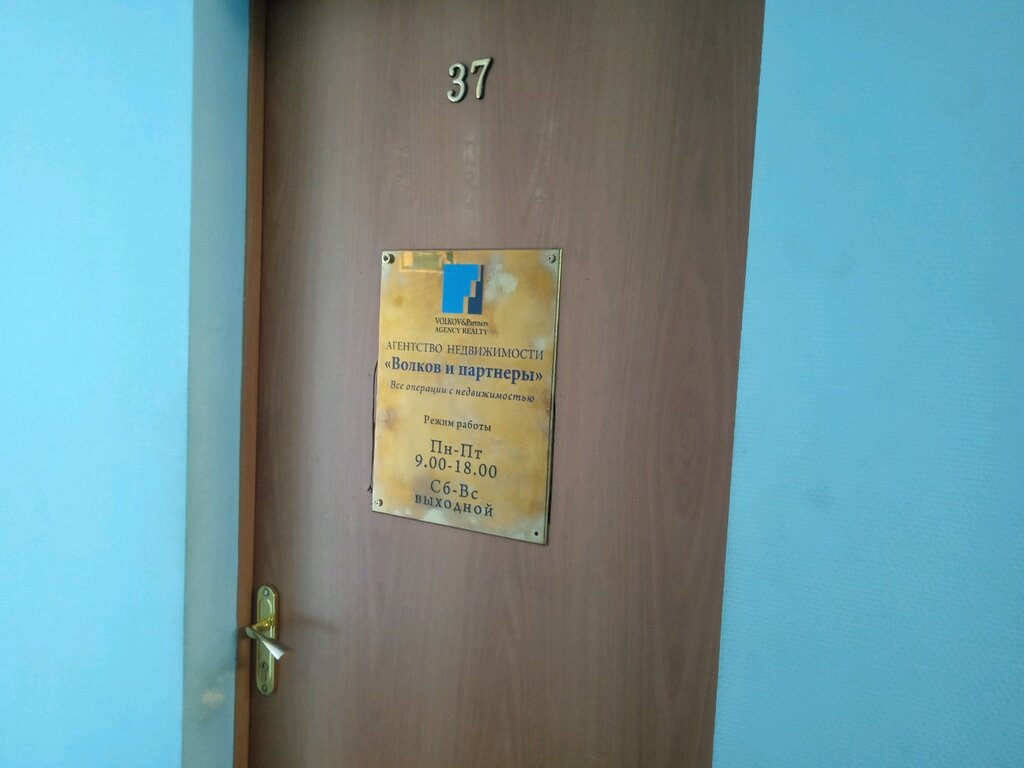 37
VOLKOV&Partners
AGENCY REALTY
АГЕНТСТВО НЕДВИЖИМОСТИ
«Волков и партнеры»
Все операции с недвижимостью
Режим работы
Пн-Пт
9.00-18.00
Сб-Вс
выходной